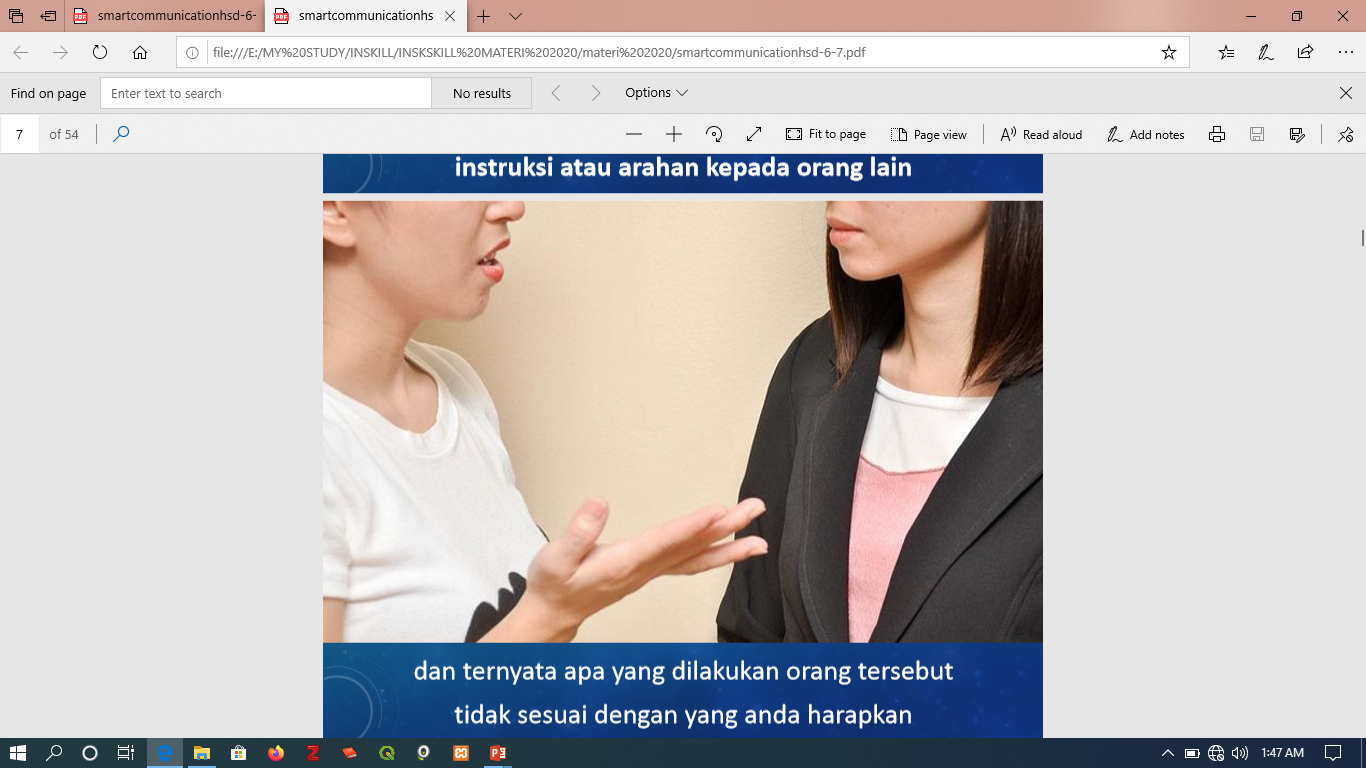 smartcommunicationhsd-6-
smartcommunicationhs
file:///E:/MY%20STUDY/INSKILL/INSKSKILL%20MATERI%202020/materi%202020/smartcommunicationhsd-6-7.pdf
Find on page
Enter text to search
No results
Options
7 of 54
Fit to page
Page view
Read aloud
Add notes
instruksi atau arahan kepada orang lain
dan ternyata apa yang dilakukan orang tersebut
tidak sesuai dengan yang anda harapkan
1:47 AM